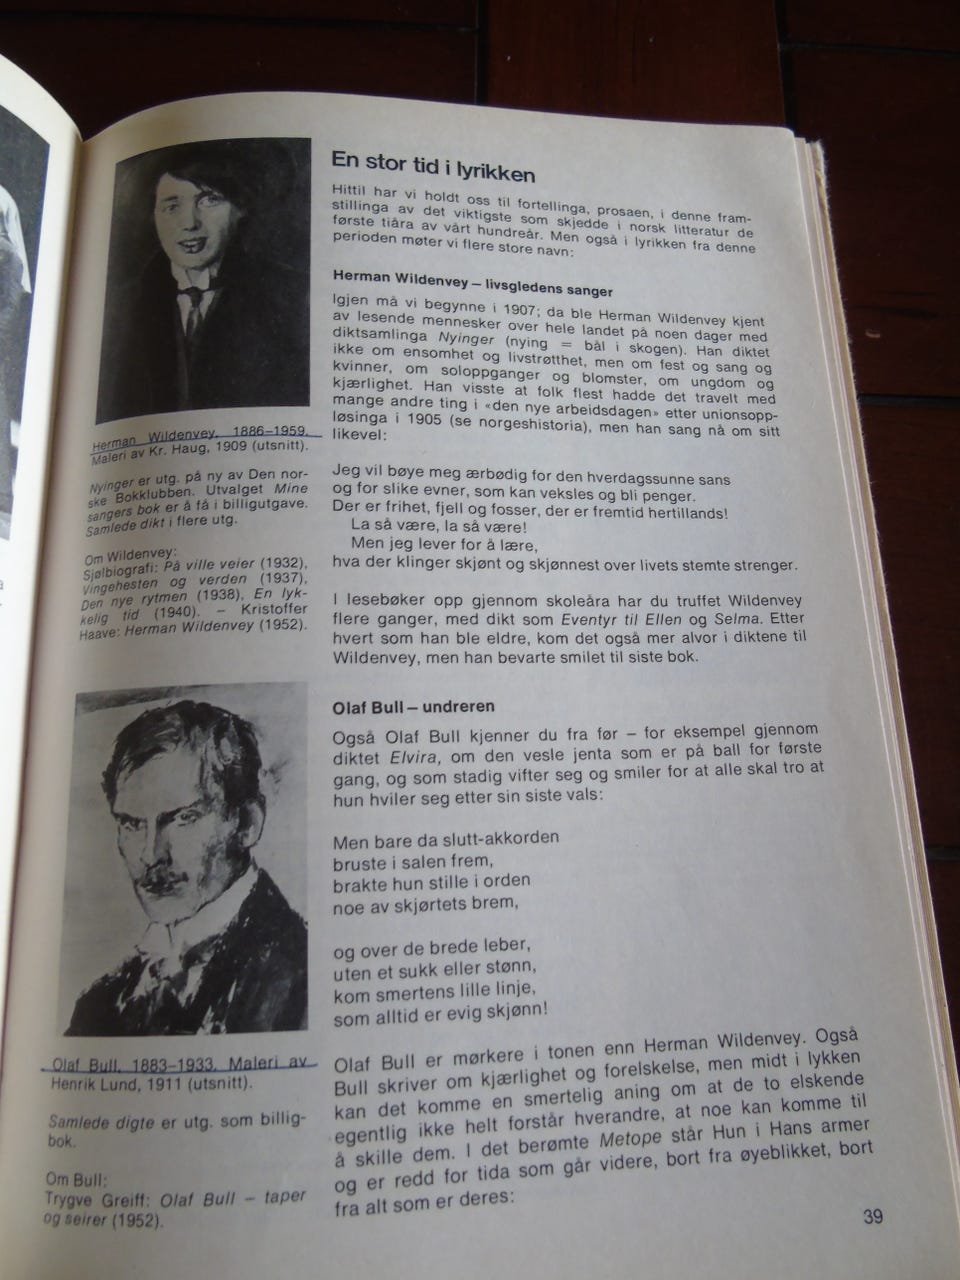 En stor tid i lyrikken
Hittil har vi holdt oss til fortellinga, prosaen, i denne fram-
stillinga av det viktigste som skjedde i norsk litteratur de
første tiåra av vårt hundreår. Men også i lyrikken fra denne
perioden møter vi flere store navn:
Herman Wildenvey – livsgledens sanger
Igjen må vi begynne i 1907; da ble Herman Wildenvey kjent
av lesende mennesker over hele landet på noen dager med
diktsamlinga Nyinger (nying = bål i skogen). Han diktet
ikke om ensomhet og livstrøtthet, men om fest og sang og
kvinner, om soloppganger og blomster, om ungdom og
kjærlighet. Han visste at folk flest hadde det travelt med
mange andre ting i «den nye arbeidsdagen» etter unionsopp-
løsinga i 1905 (se norgeshistoria), men han sang nå om sitt
likevel:
Jeg vil bøye meg ærbødig for den hverdagssunne sans
og for slike evner, som kan veksles og bli penger.
Der er frihet, fjell og fosser, der er fremtid hertillands!
La så være, la så være!
Men jeg lever for å lære,
hva der klinger skjønt og skjønnest over livets stemte strenger.
I lesebøker opp gjennom skoleåra har du truffet Wildenvey
flere ganger, med dikt som Eventyr til Ellen og Selma. Etter
hvert som han ble eldre, kom det også mer alvor i diktene til
Wildenvey, men han bevarte smilet til siste bok.
Olaf Bull – undreren
Også Olaf Bull kjenner du fra før – for eksempel gjennom
diktet Elvira, om den vesle jenta som er på ball for første
gang, og som stadig vifter seg og smiler for at alle skal tro at
hun hviler seg etter sin siste vals:
Men bare da slutt-akkorden
bruste i salen frem,
brakte hun stille i orden
noe av skjørtets brem,
og over de brede leber,
uten et sukk eller stønn,
kom smertens lille linje,
som alltid er evig skjønn!
Olaf Bull er mørkere i tonen enn Herman Wildenvey. Også
Bull skriver om kjærlighet og forelskelse, men midt i lykken
kan det komme en smertelig aning om at de to elskende
egentlig ikke helt forstår hverandre, at noe kan komme til
å skille dem. I det berømte Metope står Hun i Hans armer
og er redd for tida som går videre, bort fra øyeblikket, bort
fra alt som er deres:
Herman Wildenvey, 1886–1959.
Maleri av Kr. Haug, 1909 (utsnitt).
Nyinger er utg. på ny av Den nor-
ske Bokklubben. Utvalget Mine
sangers bok er å få i billigutgave.
Samlede dikt i flere utg.
Om Wildenvey:
Sjølbiografi: På ville veier (1932),
Vingehesten og verden (1937),
Den nye rytmen (1938), En lyk-
kelig tid (1940). – Kristoffer
Haave: Herman Wildenvey (1952).
Olaf Bull, 1883–1933. Maleri av
Henrik Lund, 1911 (utsnitt).
Samlede digte er utg. som billig-
bok.
Om Bull:
Trygve Greiff: Olaf Bull – taper
og seirer (1952).
39